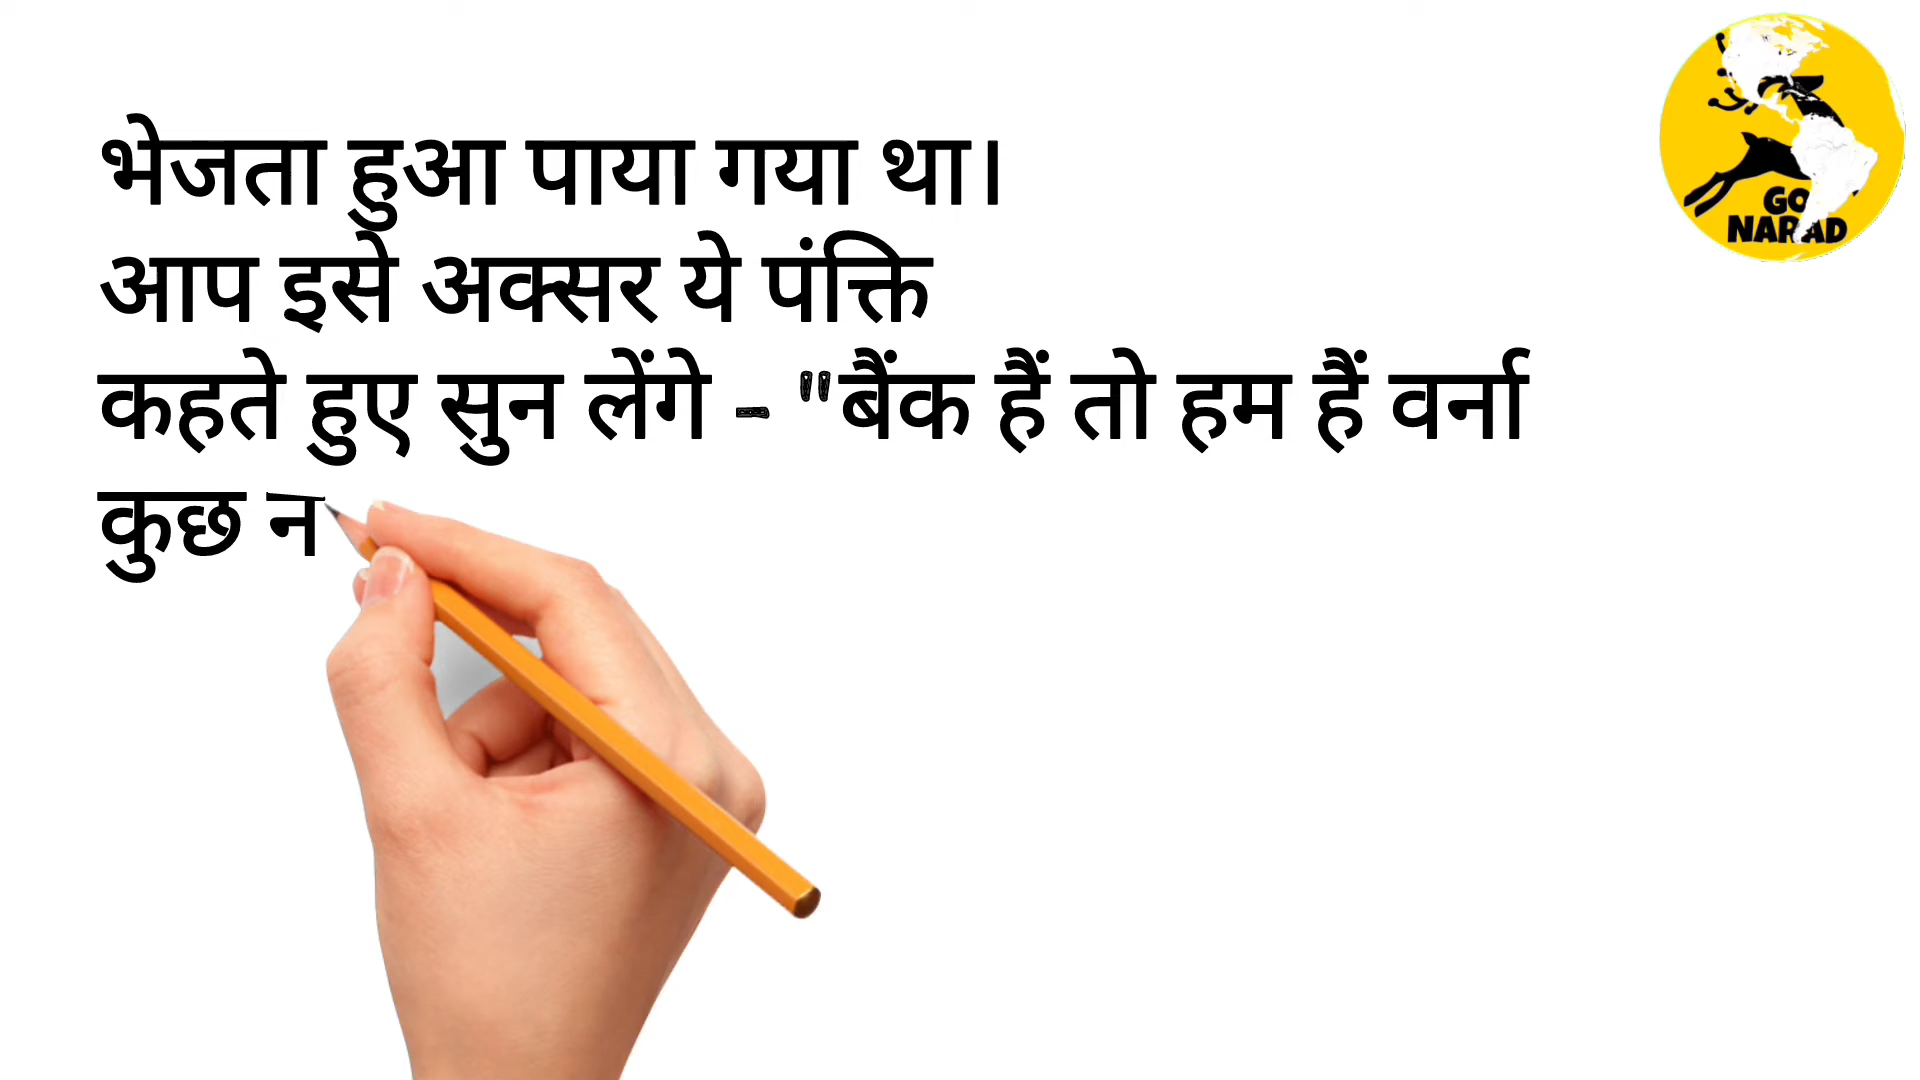 भेजता हुआ पाया गया था।
आप इसे अक्सर ये पंक्ति
कहते हुए सुन लेंगे - "बैंक हैं तो हम हैं वर्ना
कुछ न
GO
NARAD